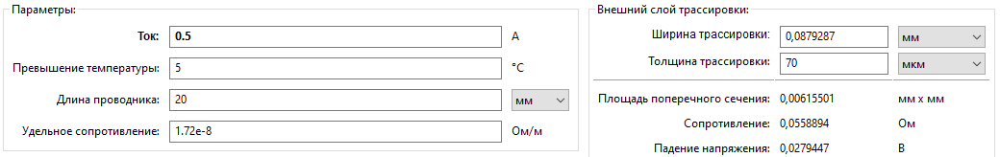 Параметры:
Ток: 0.5 A
Превышение температуры: 5 °C
Длина проводника: 20 мм
Удельное сопротивление: 1.72e-8 Ом/м
Внешний слой трассировки:
Ширина трассировки: 0,0879287 мм
Толщина трассировки: 70 мкм
Площадь поперечного сечения: 0,00615501 мм x мм
Сопротивление: 0,0558894 Ом
Падение напряжения: 0,0279447 В